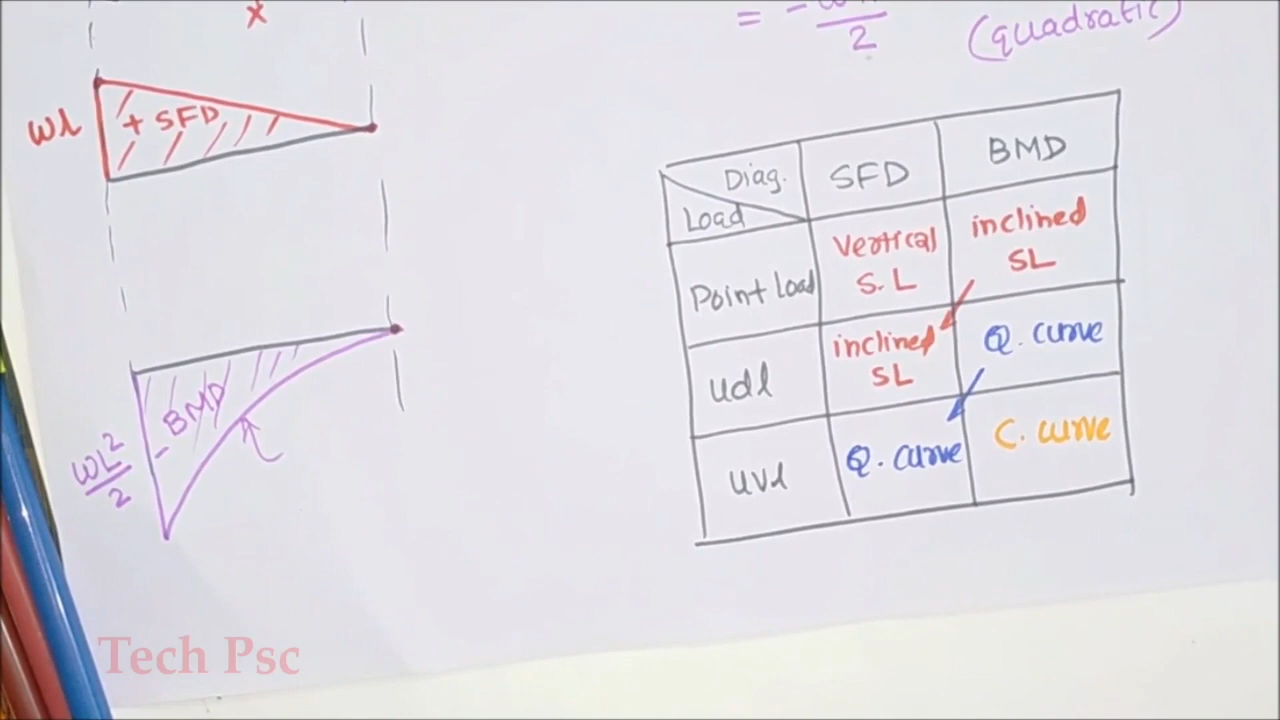 x
= -
2
(quadratic)
wl
+ SFD
- BMD
wL²
2
Diag.
Load
SFD
BMD
Point load
Vertical
S.L
inclined
SL
udl
inclined
SL
Q. curve
uvl
Q. curve
C. curve
Tech Psc